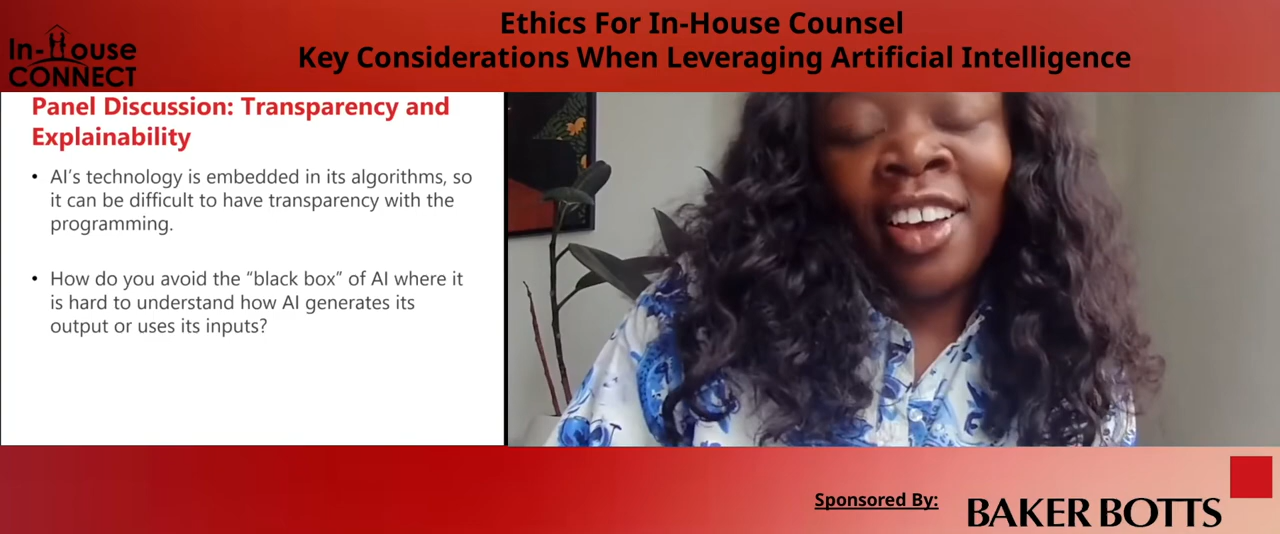 Ethics For In-House Counsel
Key Considerations When Leveraging Artificial Intelligence
In-House
CONNECT
Panel Discussion: Transparency and
Explainability
• AI’s technology is embedded in its algorithms, so
it can be difficult to have transparency with the
programming.
• How do you avoid the “black box” of AI where it
is hard to understand how AI generates its
output or uses its inputs?
Sponsored By:
BAKER BOTTS